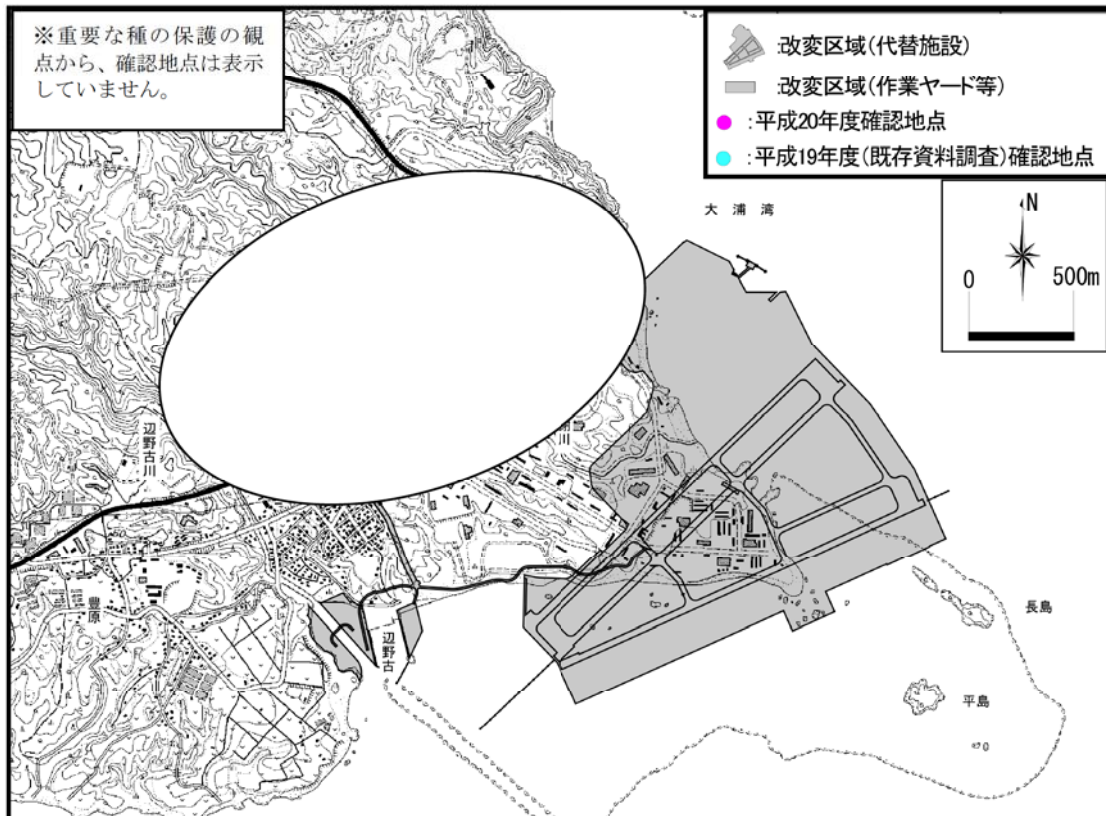 ※重要な種の保護の観
点から、確認地点は表示
していません。
:改変区域(代替施設)
:改変区域(作業ヤード等)
:平成20年度確認地点
:平成19年度(既存資料調査)確認地点
大浦湾
N
0 500m
辺野古川
川
豊原
辺野古
長島
平島